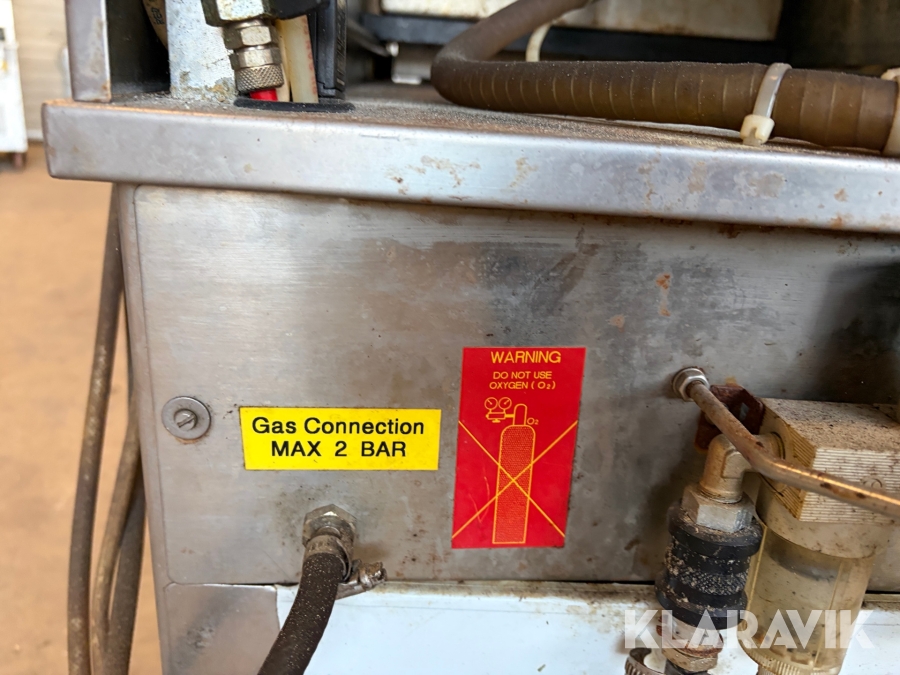 WARNING
DO NOT USE
OXYGEN (O₂)
O₂
Gas Connection
MAX 2 BAR
KLARAVIK